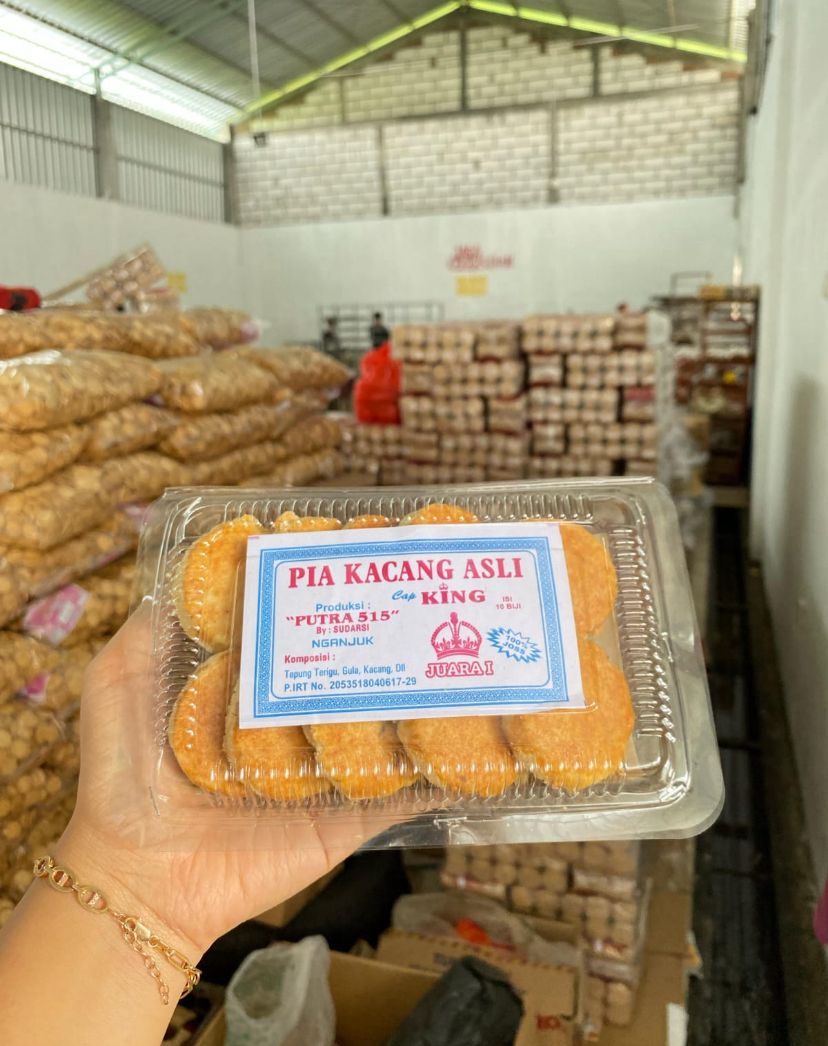 PIA KACANG ASLI
Cap KING
ISI
10 BIJI
Produksi :
"PUTRA 515"
By : SUDARSI
NGANJUK
100%
JOSS
JUARA I
Komposisi :
Tapung Terigu, Gula, Kacang, Dll
P.IRT No. 2053518040617-29